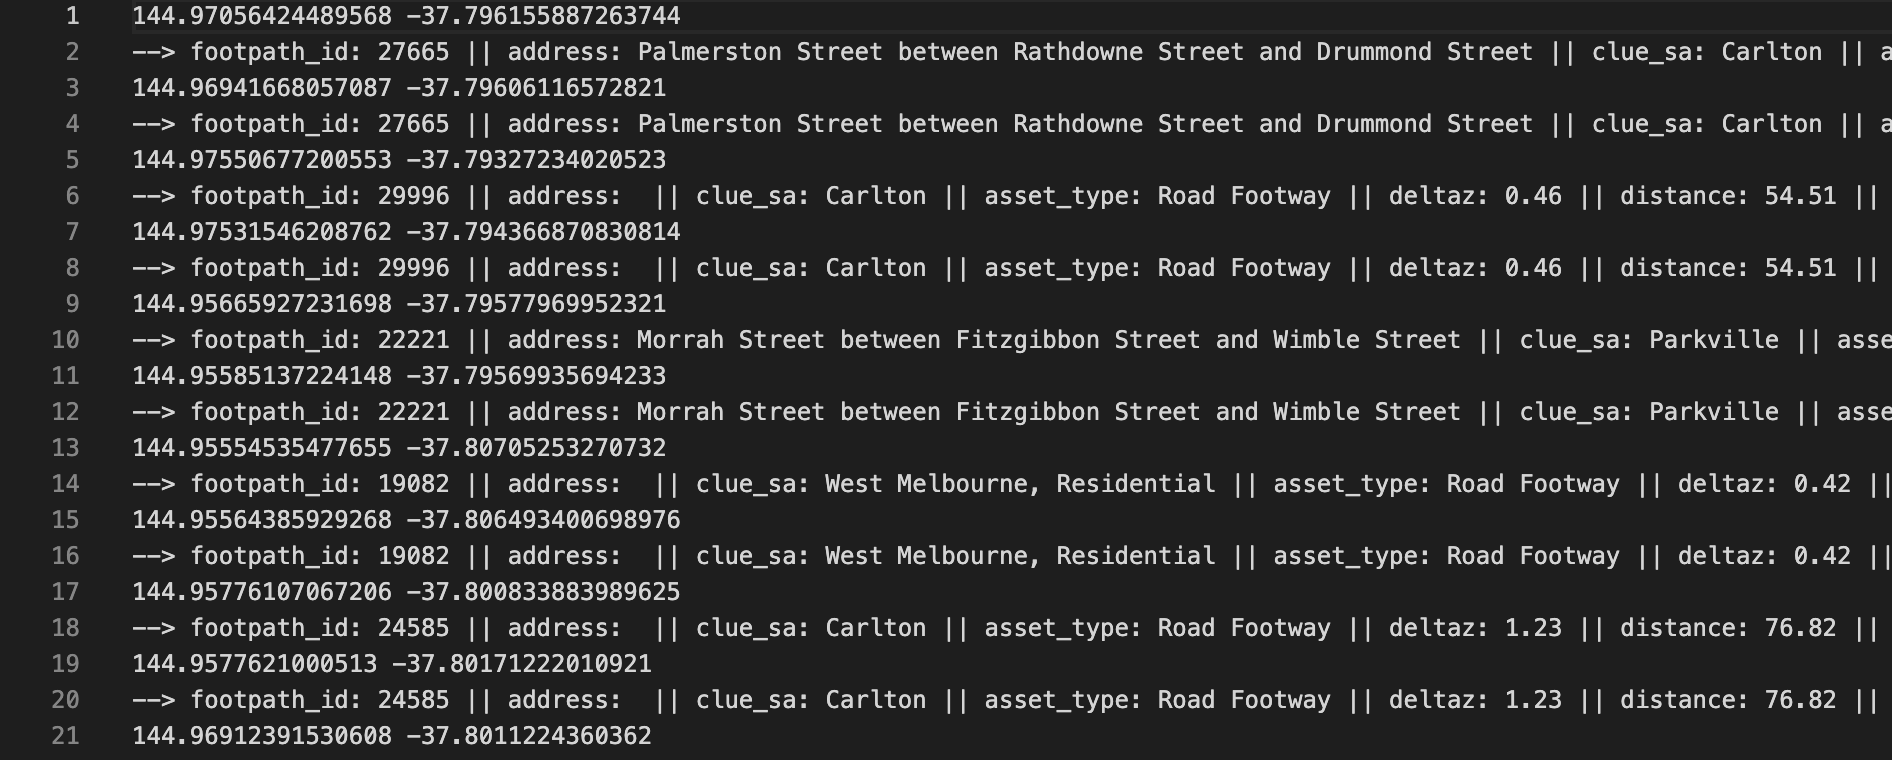 1 144.97056424489568 -37.796155887263744
2 --> footpath_id: 27665 || address: Palmerston Street between Rathdowne Street and Drummond Street || clue_sa: Carlton || a
3 144.96941668057087 -37.79606116572821
4 --> footpath_id: 27665 || address: Palmerston Street between Rathdowne Street and Drummond Street || clue_sa: Carlton || a
5 144.97550677200553 -37.79327234020523
6 --> footpath_id: 29996 || address:  || clue_sa: Carlton || asset_type: Road Footway || deltaz: 0.46 || distance: 54.51 ||
7 144.97531546208762 -37.794366870830814
8 --> footpath_id: 29996 || address:  || clue_sa: Carlton || asset_type: Road Footway || deltaz: 0.46 || distance: 54.51 ||
9 144.95665927231698 -37.79577969952321
10 --> footpath_id: 22221 || address: Morrah Street between Fitzgibbon Street and Wimble Street || clue_sa: Parkville || asse
11 144.95585137224148 -37.79569935694233
12 --> footpath_id: 22221 || address: Morrah Street between Fitzgibbon Street and Wimble Street || clue_sa: Parkville || asse
13 144.95554535477655 -37.80705253270732
14 --> footpath_id: 19082 || address:  || clue_sa: West Melbourne, Residential || asset_type: Road Footway || deltaz: 0.42 ||
15 144.95564385929268 -37.806493400698976
16 --> footpath_id: 19082 || address:  || clue_sa: West Melbourne, Residential || asset_type: Road Footway || deltaz: 0.42 ||
17 144.95776107067206 -37.800833883989625
18 --> footpath_id: 24585 || address:  || clue_sa: Carlton || asset_type: Road Footway || deltaz: 1.23 || distance: 76.82 ||
19 144.9577621000513 -37.80171222010921
20 --> footpath_id: 24585 || address:  || clue_sa: Carlton || asset_type: Road Footway || deltaz: 1.23 || distance: 76.82 ||
21 144.96912391530608 -37.8011224360362